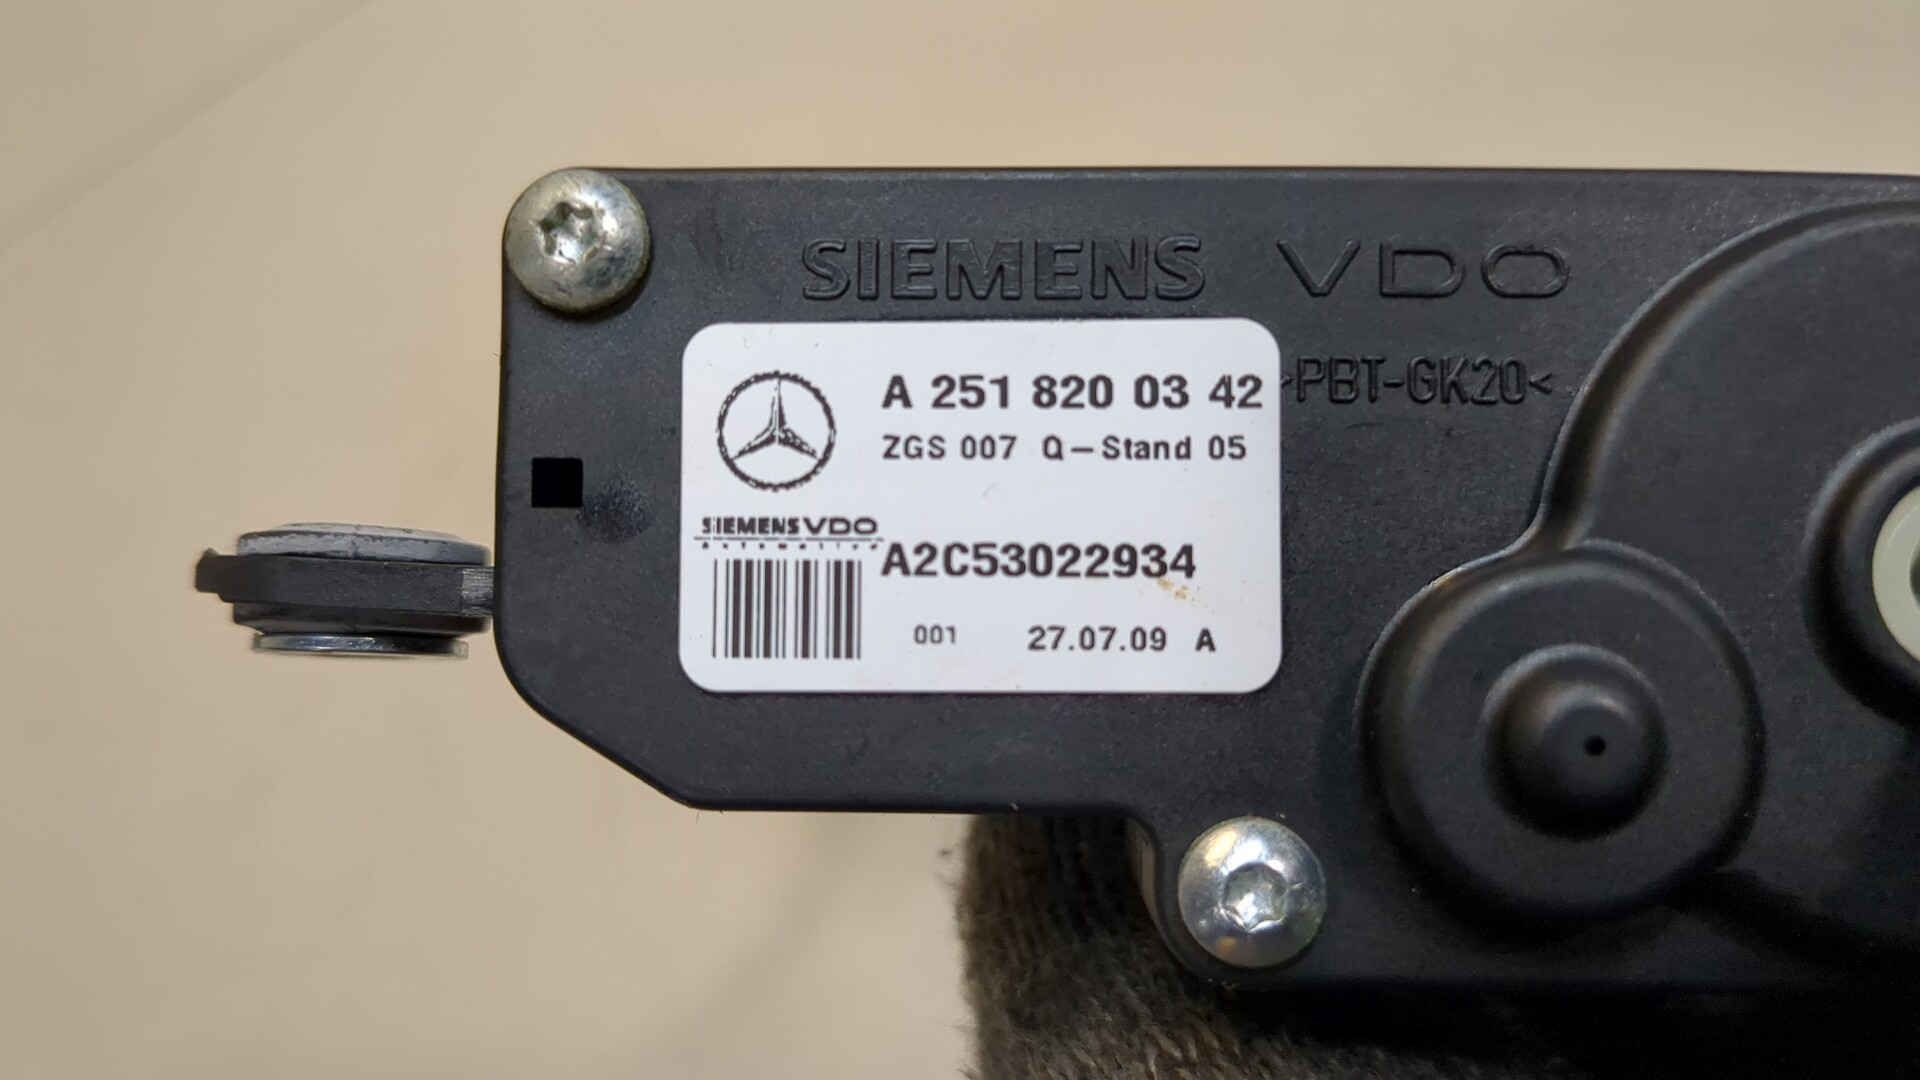 SIEMENS VDO
>PBT-GK20<
A 251 820 03 42
ZGS 007 Q-Stand 05
SIEMENS VDO
Automotive
A2C53022934
001 27.07.09 A